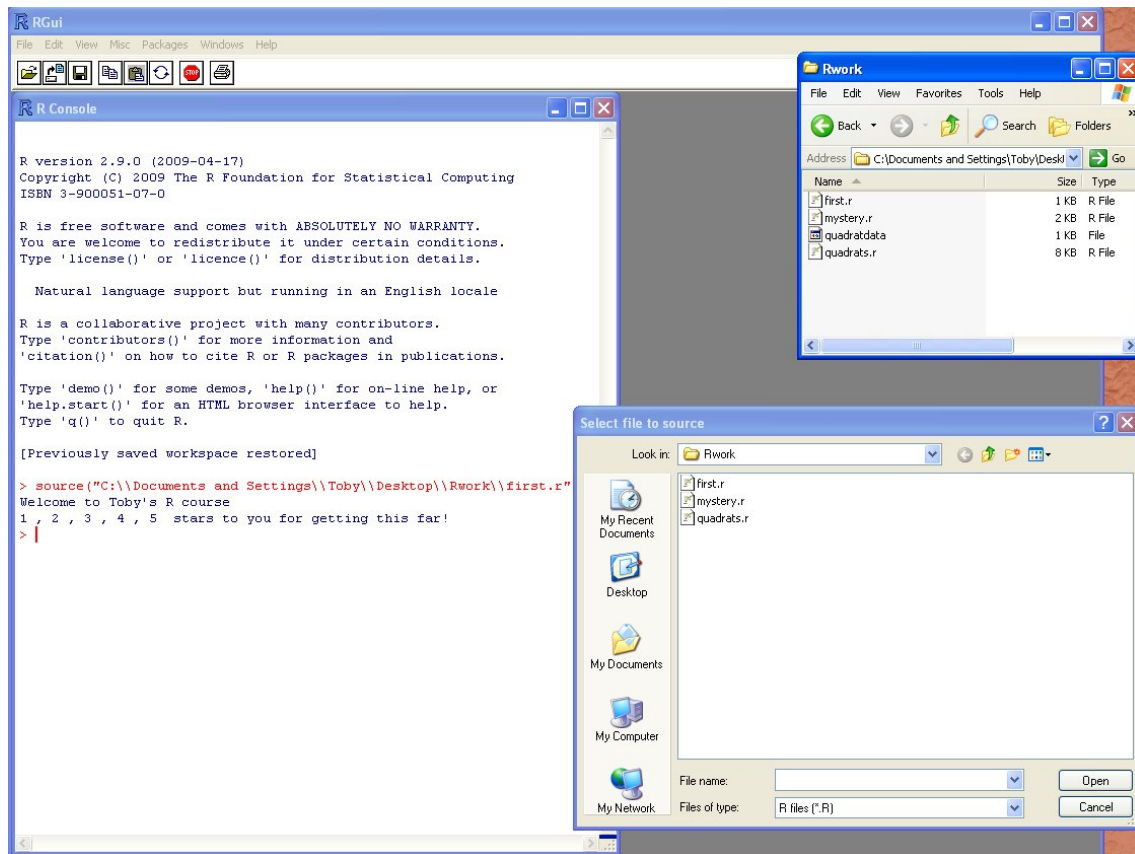 RGui
File Edit View Misc Packages Windows Help
STOP
R Console
R version 2.9.0 (2009-04-17)
Copyright (C) 2009 The R Foundation for Statistical Computing
ISBN 3-900051-07-0
R is free software and comes with ABSOLUTELY NO WARRANTY.
You are welcome to redistribute it under certain conditions.
Type 'license()' or 'licence()' for distribution details.
Natural language support but running in an English locale
R is a collaborative project with many contributors.
Type 'contributors()' for more information and
'citation()' on how to cite R or R packages in publications.
Type 'demo()' for some demos, 'help()' for on-line help, or
'help.start()' for an HTML browser interface to help.
Type 'q()' to quit R.
[Previously saved workspace restored]
> source("C:\\Documents and Settings\\Toby\\Desktop\\Rwork\\first.r"
Welcome to Toby's R course
1 , 2 , 3 , 4 , 5  stars to you for getting this far!
>
Rwork
File Edit View Favorites Tools Help
Back Search Folders
Address C:\Documents and Settings\Toby\Deskt Go
Name Size Type
first.r 1 KB R File
mystery.r 2 KB R File
quadratdata 1 KB File
quadrats.r 8 KB R File
Select file to source
Look in: Rwork
My Recent Documents
Desktop
My Documents
My Computer
My Network
first.r
mystery.r
quadrats.r
File name: Open
Files of type: R files (*.R) Cancel